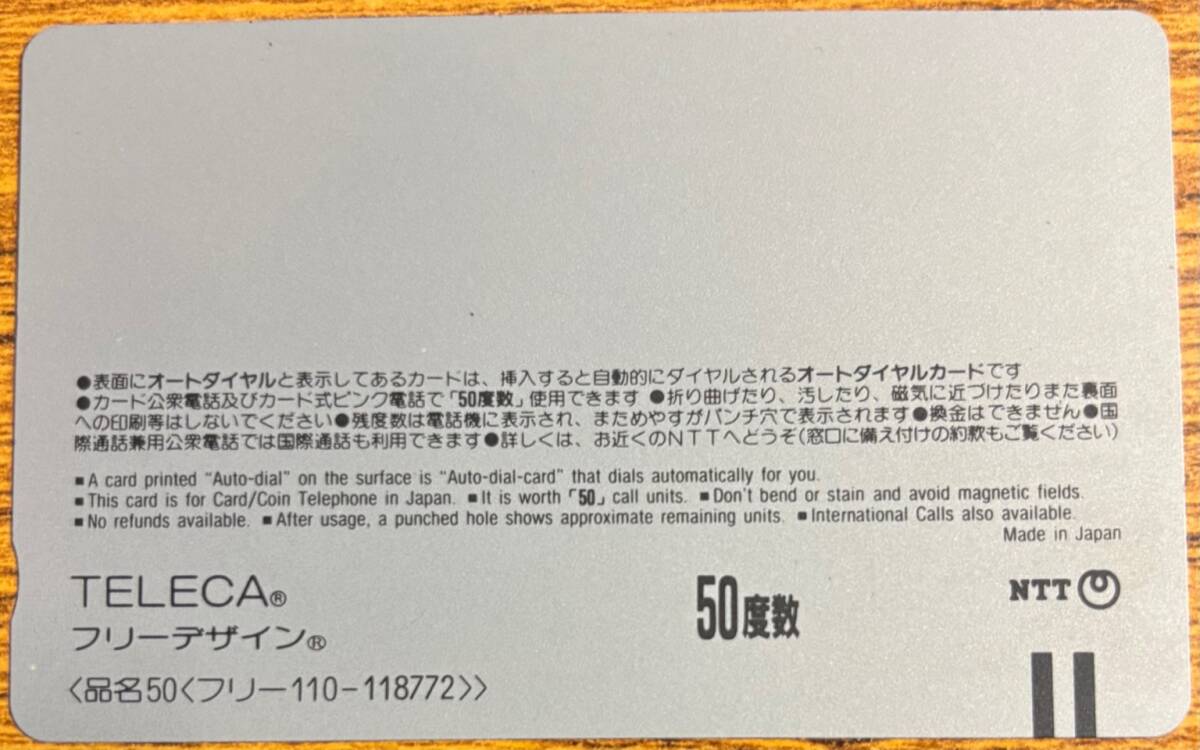 ●表面にオートダイヤルと表示してあるカードは、挿入すると自動的にダイヤルされるオートダイヤルカードです
●カード公衆電話及びカード式ピンク電話で「50度数」使用できます ●折り曲げたり、汚したり、磁気に近づけたりまた裏面
への印刷等はしないでください●残度数は電話機に表示され、まためやすがパンチ穴で表示されます●換金はできません●国
際通話兼用公衆電話では国際通話も利用できます●詳しくは、お近くのNTTへどうぞ(窓口に備え付けの約款もご覧ください)
■A card printed "Auto-dial" on the surface is "Auto-dial-card" that dials automatically for you.
■This card is for Card/Coin Telephone in Japan. ■It is worth「50」call units. ■Don't bend or stain and avoid magnetic fields.
■No refunds available. ■After usage, a punched hole shows approximate remaining units. ■International Calls also available.
Made in Japan
TELECA®
フリーデザイン®
50度数
NTT
〈品名50〈フリー110-118772〉〉